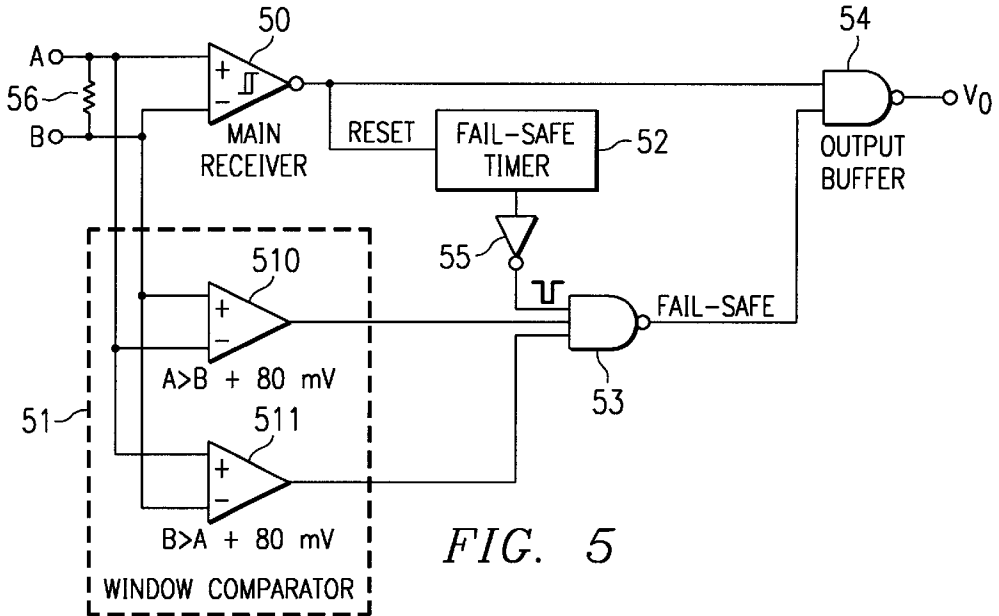 50
54
A
+
−
56
B
V0
MAIN
RECEIVER
RESET
FAIL-SAFE
TIMER
52
OUTPUT
BUFFER
55
510
+
−
A>B + 80 mV
FAIL-SAFE
53
51
511
+
−
B>A + 80 mV
WINDOW COMPARATOR
FIG. 5